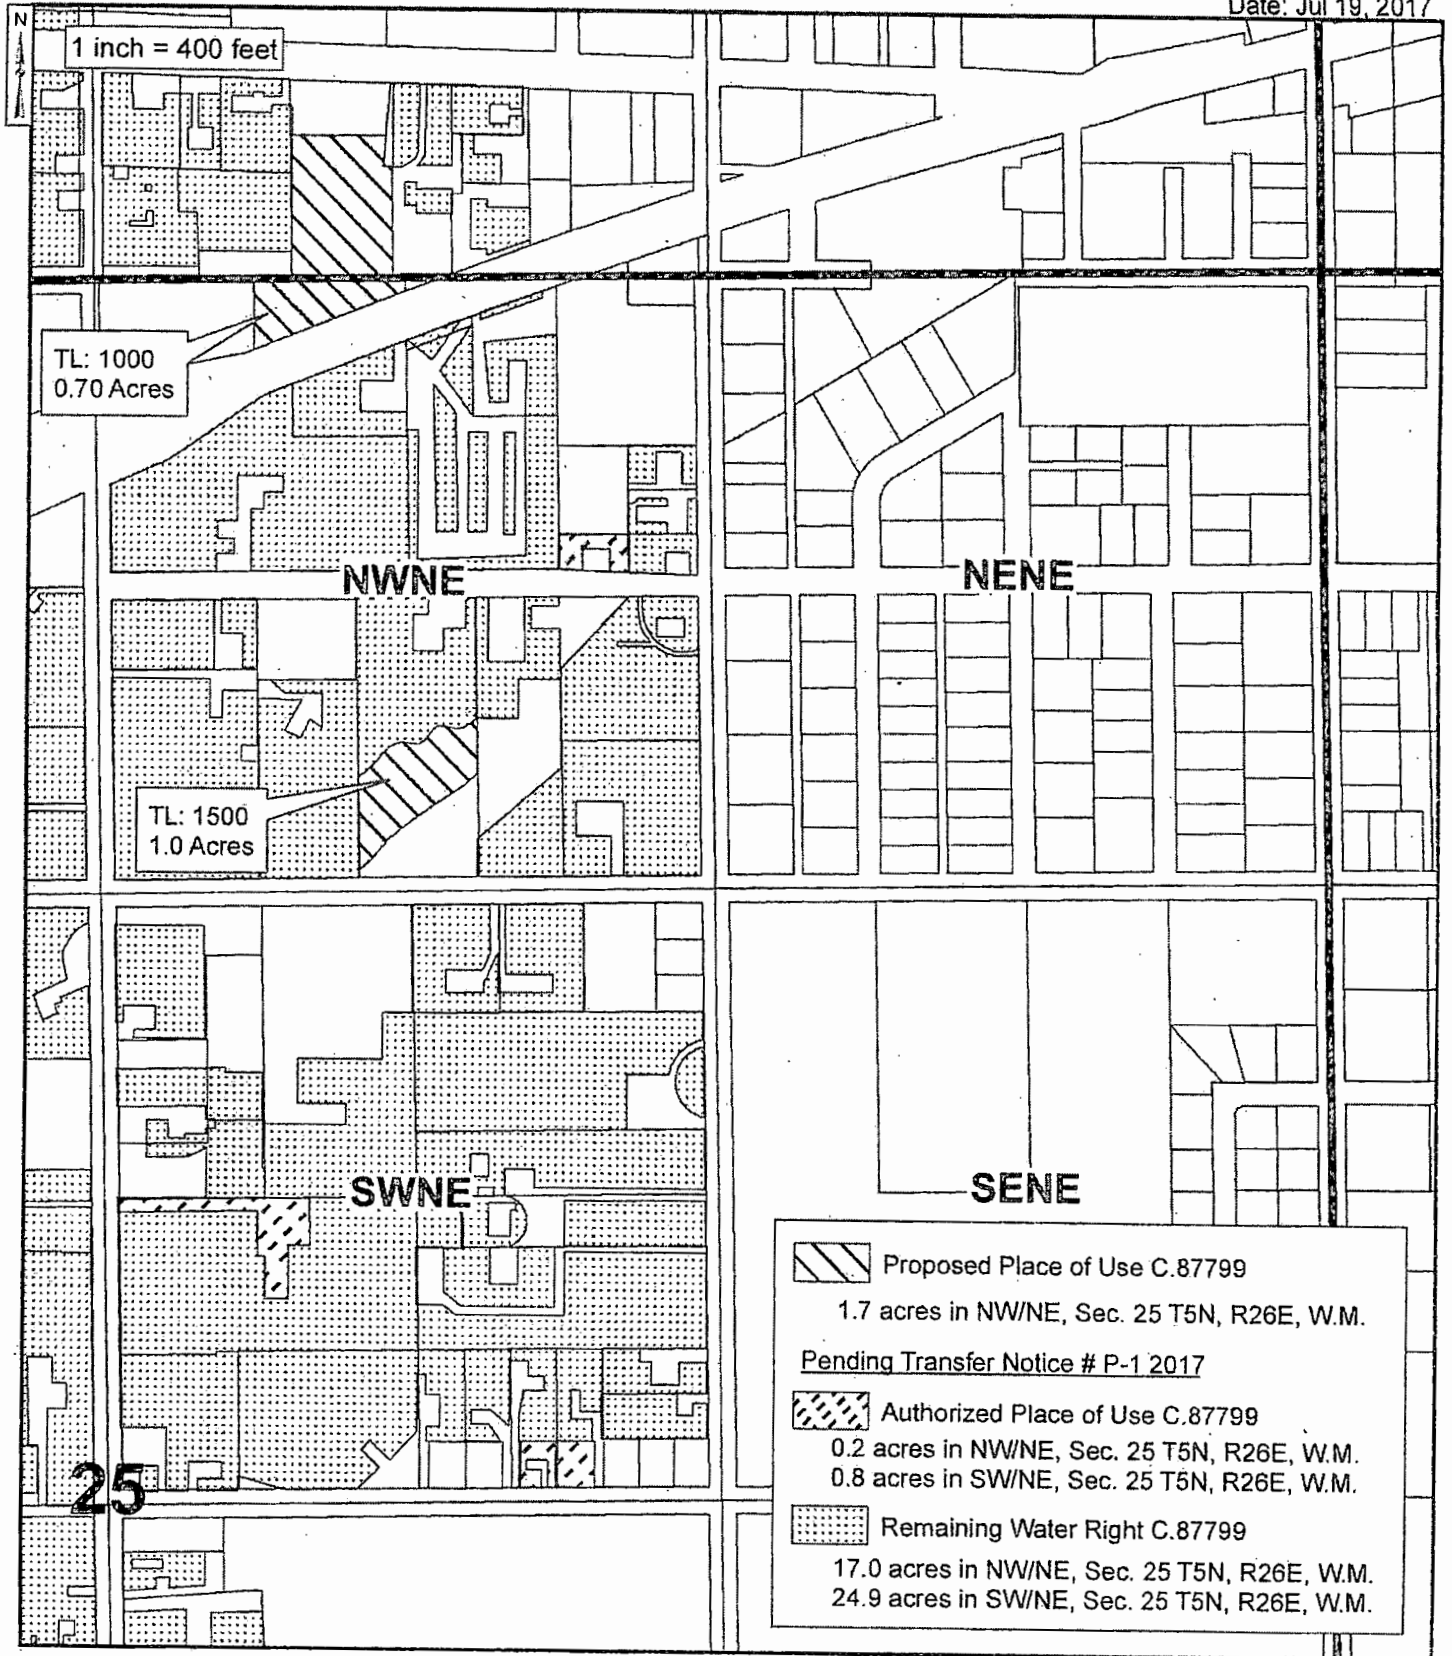 Date: Jul 19, 2017
N
1 inch = 400 feet
TL: 1000
0.70 Acres
NWNE
NENE
TL: 1500
1.0 Acres
SWNE
SENE
Proposed Place of Use C.87799
1.7 acres in NW/NE, Sec. 25 T5N, R26E, W.M.
Pending Transfer Notice # P-1 2017
Authorized Place of Use C.87799
0.2 acres in NW/NE, Sec. 25 T5N, R26E, W.M.
0.8 acres in SW/NE, Sec. 25 T5N, R26E, W.M.
25
Remaining Water Right C.87799
17.0 acres in NW/NE, Sec. 25 T5N, R26E, W.M.
24.9 acres in SW/NE, Sec. 25 T5N, R26E, W.M.